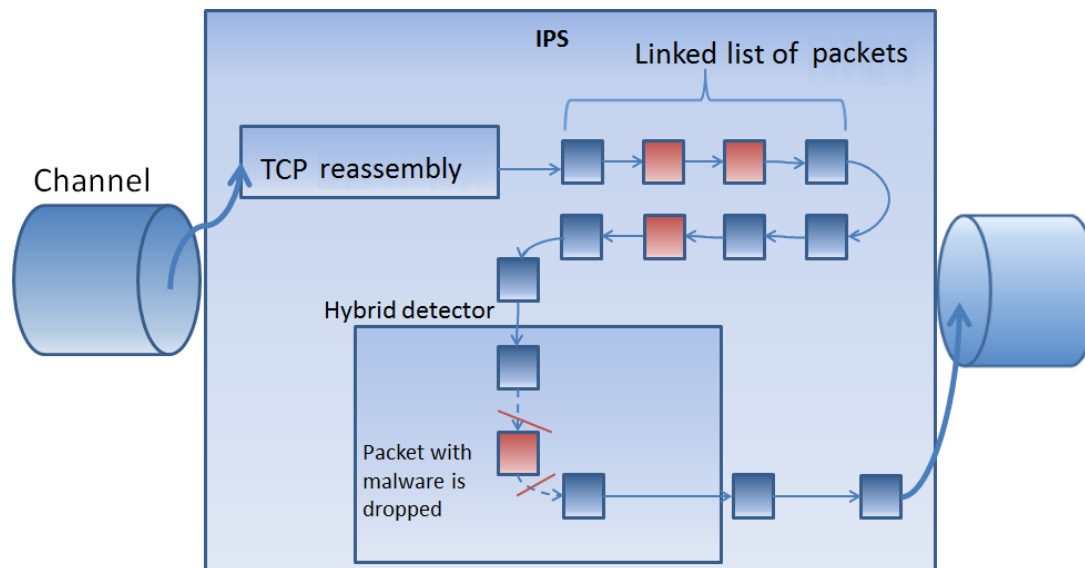 IPS
Linked list of packets
TCP reassembly
Channel
Hybrid detector
Packet with
malware is
dropped